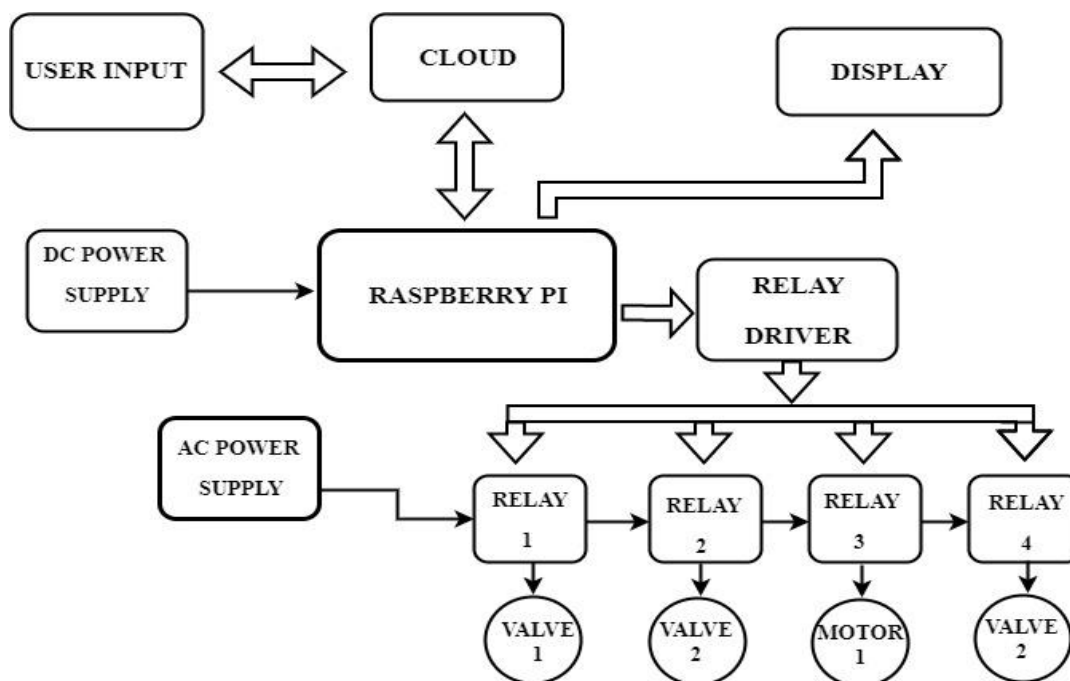 USER INPUT
CLOUD
DISPLAY
DC POWER
SUPPLY
RASPBERRY PI
RELAY
DRIVER
AC POWER
SUPPLY
RELAY
1
RELAY
2
RELAY
3
RELAY
4
VALVE
1
VALVE
2
MOTOR
1
VALVE
2